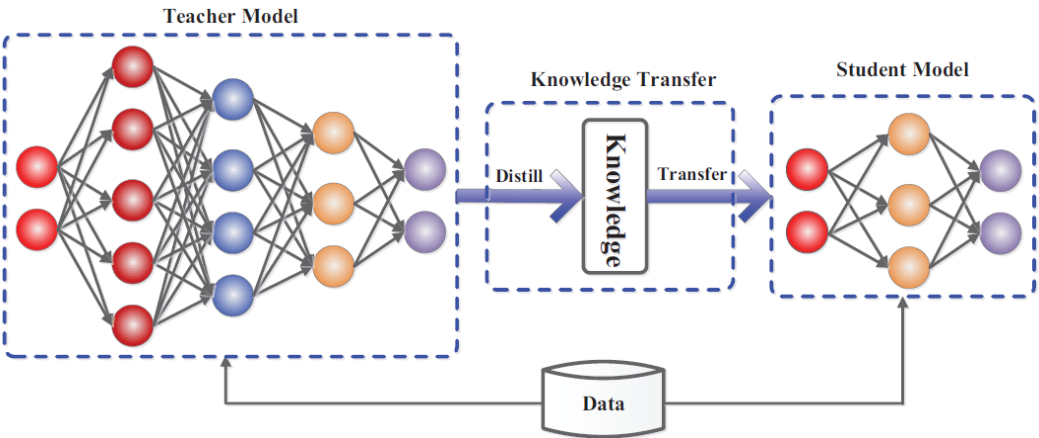 Teacher Model
Knowledge Transfer
Student Model
Distill
Knowledge
Transfer
Data